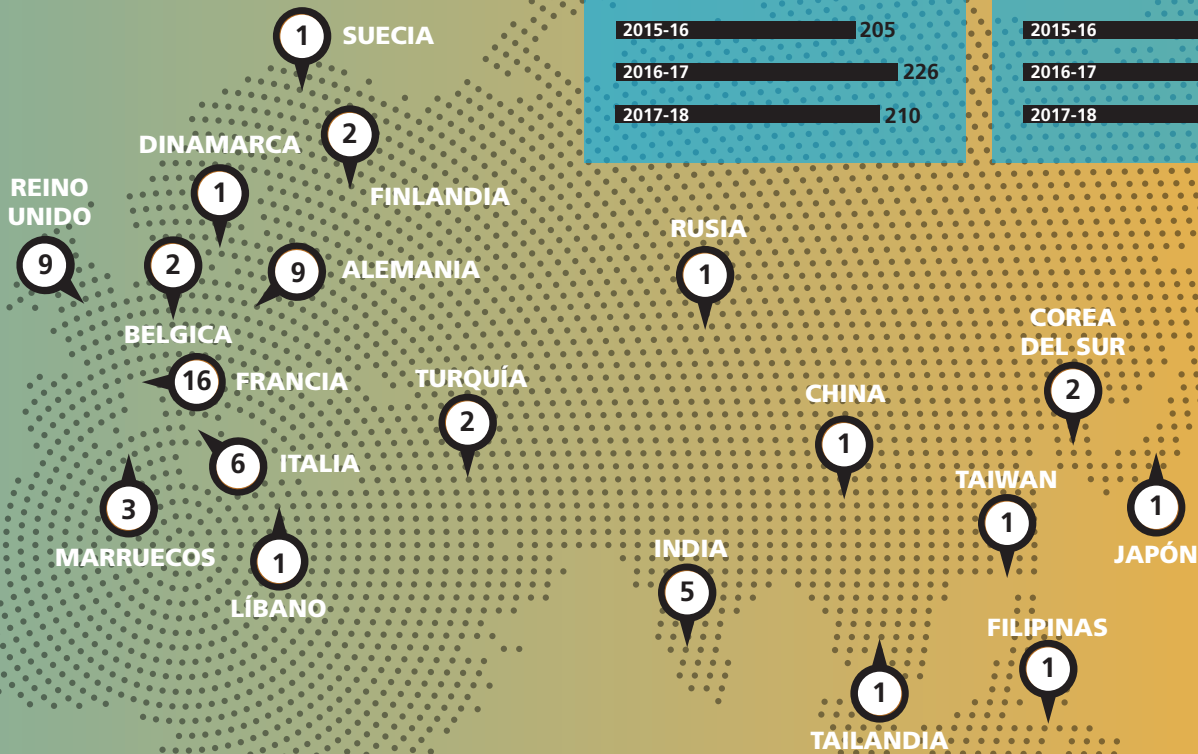 2015-16 205
2016-17 226
2017-18 210
2015-16
2016-17
2017-18
1 SUECIA
2
FINLANDIA
DINAMARCA
1
REINO
UNIDO
9
2
BELGICA
9 ALEMANIA
16 FRANCIA
6 ITALIA
3
MARRUECOS
1
LÍBANO
TURQUÍA
2
RUSIA
1
INDIA
5
CHINA
1
COREA
DEL SUR
2
TAIWAN
1
1
JAPÓN
FILIPINAS
1
1
TAILANDIA